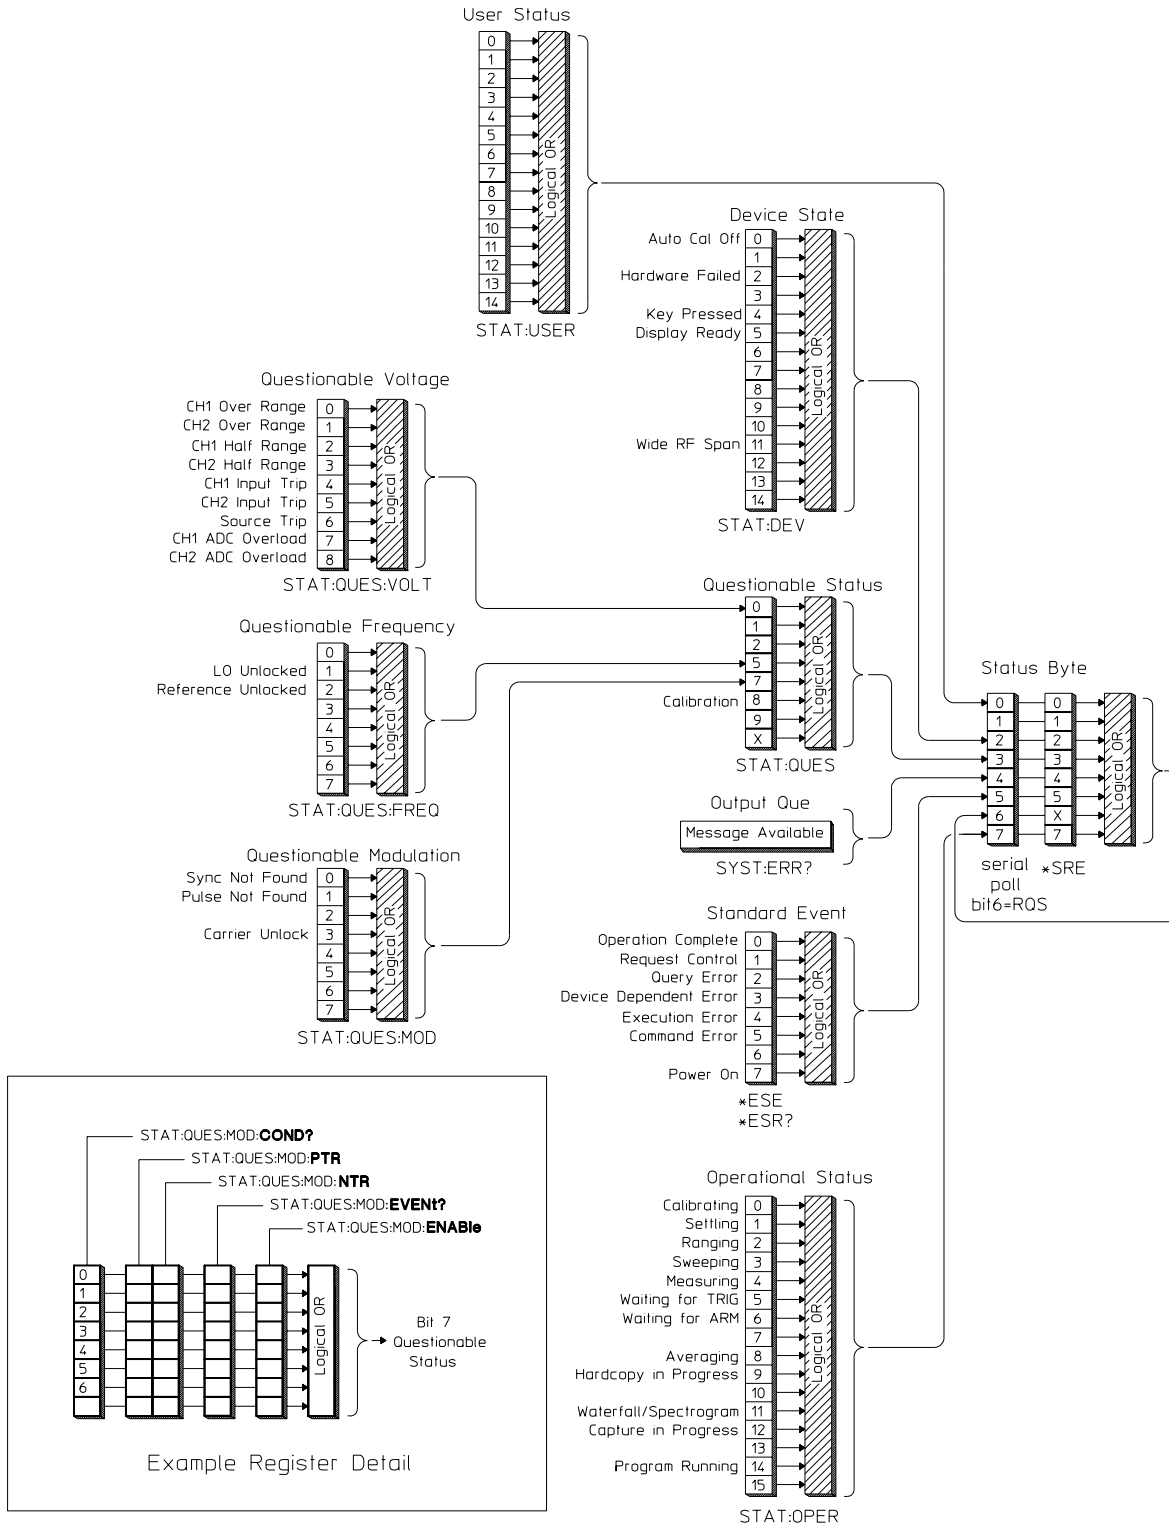 User Status
0
1
2
3
4
5
6
7
8
9
10
11
12
13
14
Logical OR
STAT:USER
Device State
Auto Cal Off 0
1
Hardware Failed 2
3
Key Pressed 4
Display Ready 5
6
7
8
9
10
Wide RF Span 11
12
13
14
Logical OR
STAT:DEV
Questionable Voltage
CH1 Over Range 0
CH2 Over Range 1
CH1 Half Range 2
CH2 Half Range 3
CH1 Input Trip 4
CH2 Input Trip 5
Source Trip 6
CH1 ADC Overload 7
CH2 ADC Overload 8
Logical OR
STAT:QUES:VOLT
Questionable Status
0
1
2
5
7
Calibration 8
9
X
Logical OR
STAT:QUES
Questionable Frequency
0
LO Unlocked 1
Reference Unlocked 2
3
4
5
6
7
Logical OR
STAT:QUES:FREQ
Status Byte
0 0
1 1
2 2
3 3
4 4
5 5
6 X
7 7
Logical OR
serial poll bit6=RQS
*SRE
Output Que
Message Available
SYST:ERR?
Questionable Modulation
Sync Not Found 0
Pulse Not Found 1
2
Carrier Unlock 3
4
5
6
7
Logical OR
STAT:QUES:MOD
Standard Event
Operation Complete 0
Request Control 1
Query Error 2
Device Dependent Error 3
Execution Error 4
Command Error 5
6
Power On 7
Logical OR
*ESE
*ESR?
STAT:QUES:MOD:COND?
STAT:QUES:MOD:PTR
STAT:QUES:MOD:NTR
STAT:QUES:MOD:EVENt?
STAT:QUES:MOD:ENABle
0
1
2
3
4
5
6
Logical OR
Bit 7
Questionable
Status
Example Register Detail
Operational Status
Calibrating 0
Settling 1
Ranging 2
Sweeping 3
Measuring 4
Waiting for TRIG 5
Waiting for ARM 6
7
Averaging 8
Hardcopy in Progress 9
10
Waterfall/Spectrogram 11
Capture in Progress 12
13
Program Running 14
15
Logical OR
STAT:OPER